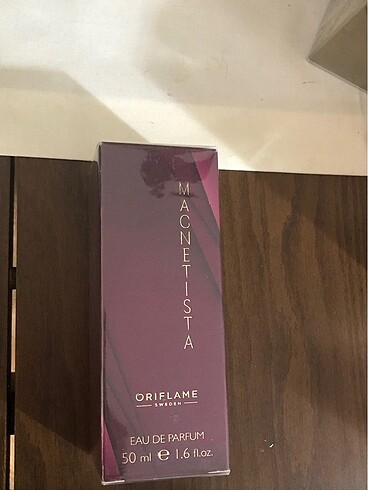 MAGNETISTA
ORIFLAME
SWEDEN
EAU DE PARFUM
50 ml e 1.6 fl.oz.